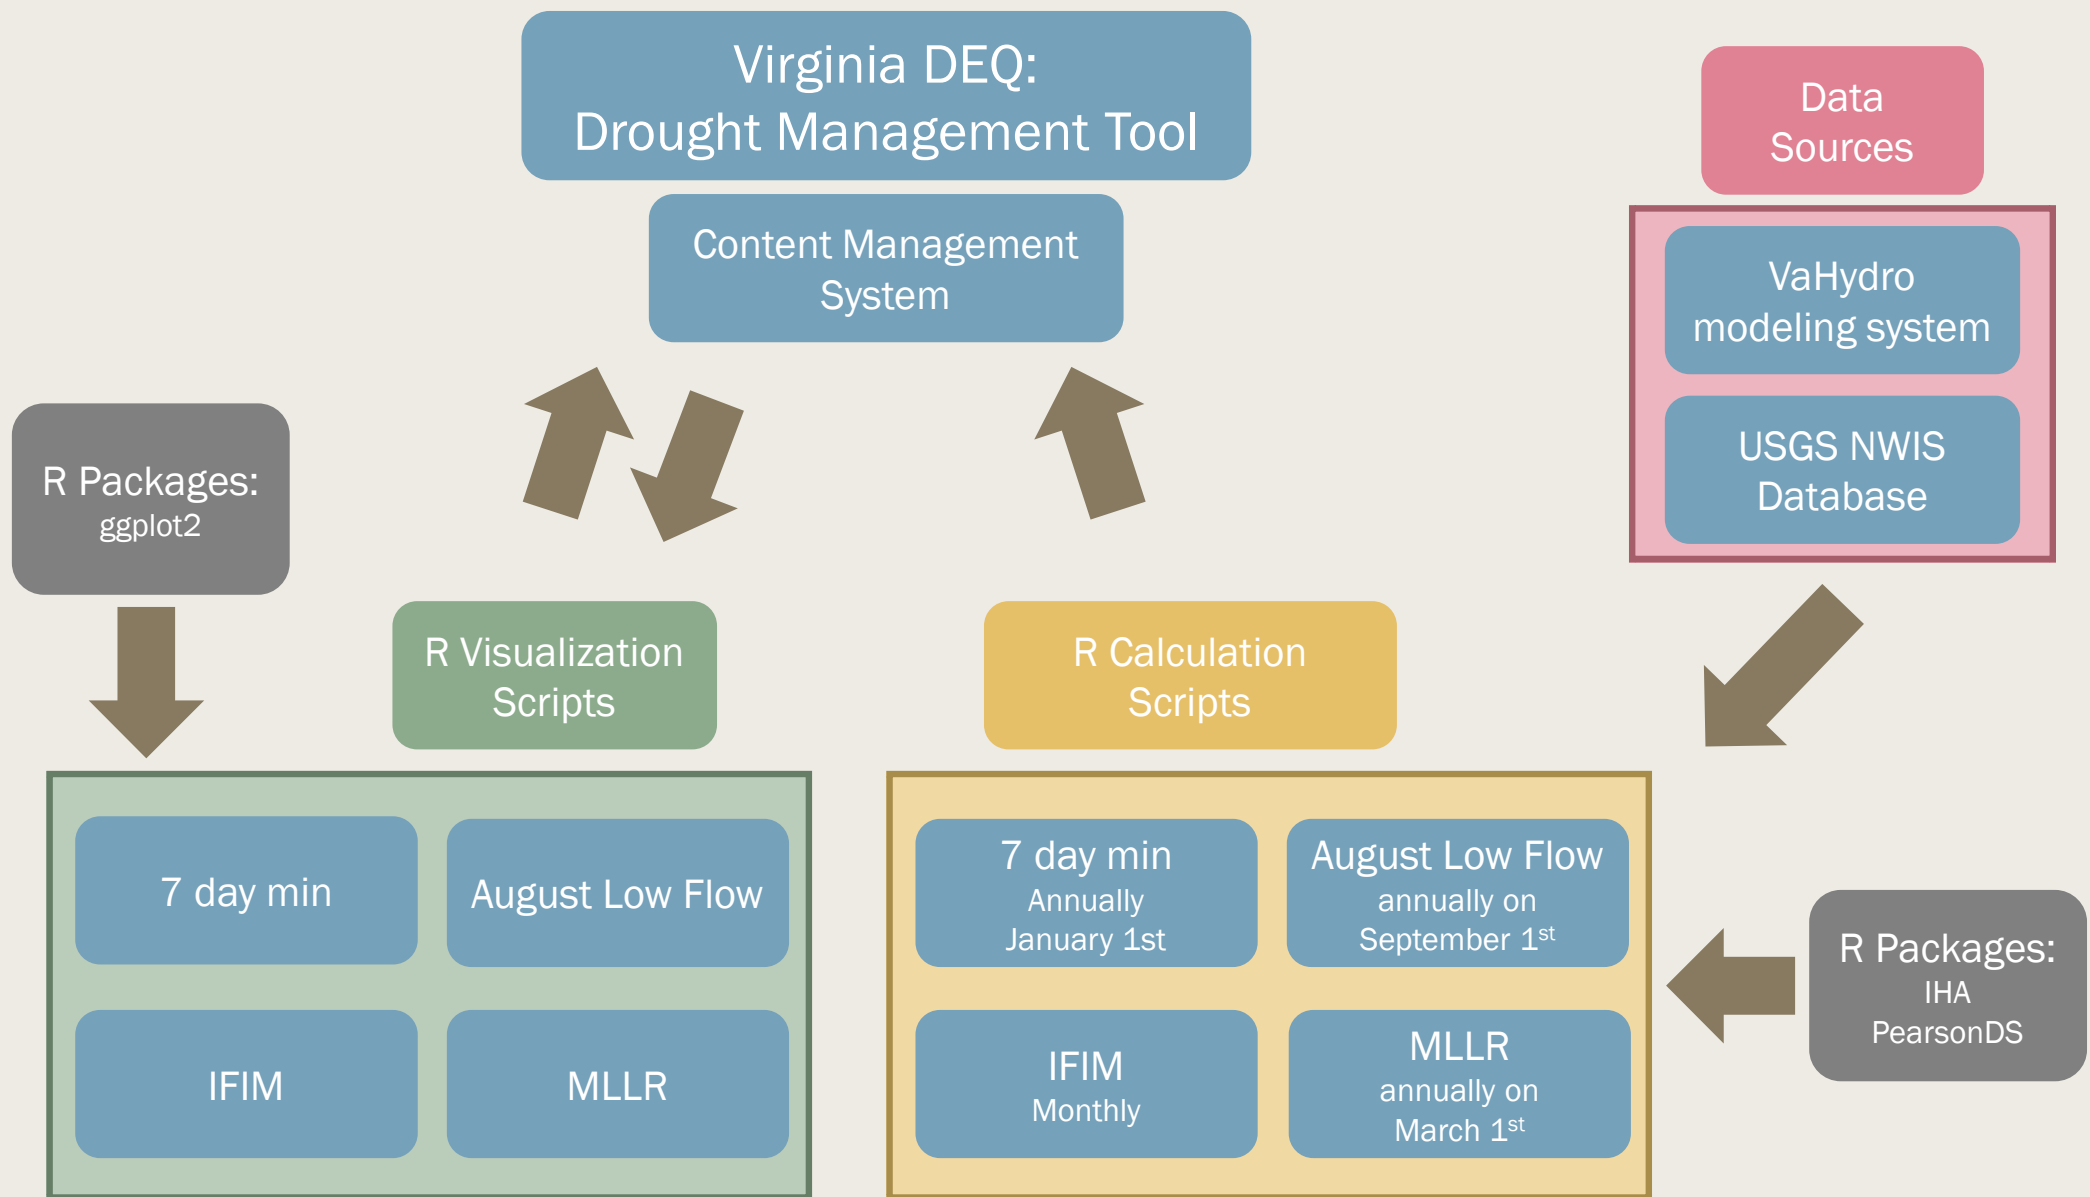 Virginia DEQ:
Drought Management Tool
Content Management
System
Data
Sources
VaHydro
modeling system
USGS NWIS
Database
R Packages:
ggplot2
R Visualization
Scripts
R Calculation
Scripts
7 day min
August Low Flow
IFIM
MLLR
7 day min
Annually
January 1st
August Low Flow
annually on
September 1st
IFIM
Monthly
MLLR
annually on
March 1st
R Packages:
IHA
PearsonDS